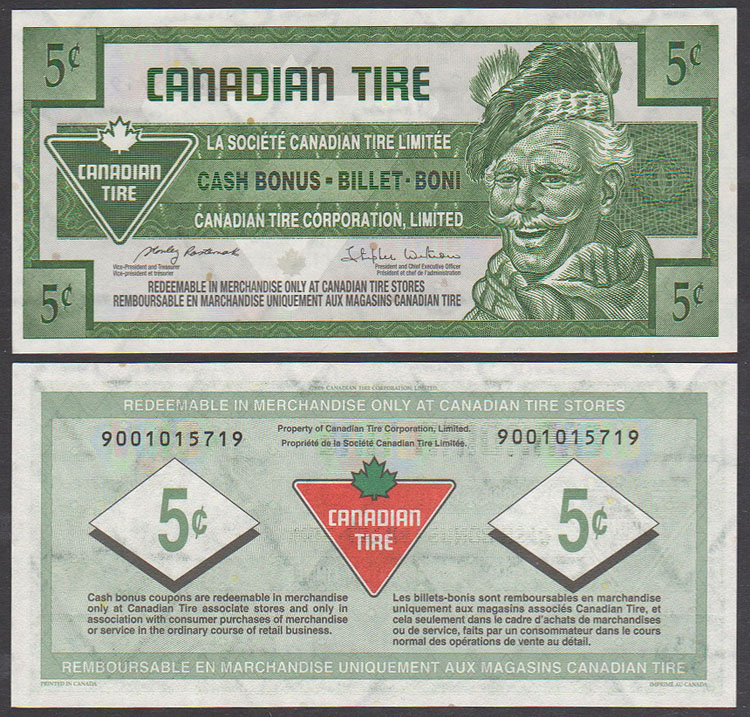 5¢
5¢
CANADIAN TIRE
LA SOCIÉTÉ CANADIAN TIRE LIMITÉE
CANADIAN
TIRE
CASH BONUS - BILLET - BONI
CANADIAN TIRE CORPORATION, LIMITED
Vice-President and Treasurer
Vice-président et trésorier
President and Chief Executive Officer
Président et chef de l'administration
5¢
5¢
REDEEMABLE IN MERCHANDISE ONLY AT CANADIAN TIRE STORES
REMBOURSABLE EN MARCHANDISE UNIQUEMENT AUX MAGASINS CANADIAN TIRE
CANADIAN TIRE CORPORATION, LIMITED.
REDEEMABLE IN MERCHANDISE ONLY AT CANADIAN TIRE STORES
9001015719
Property of Canadian Tire Corporation, Limited.
Propriété de la Société Canadian Tire Limitée.
9001015719
5¢
CANADIAN
TIRE
5¢
Cash bonus coupons are redeemable in merchandise
only at Canadian Tire associate stores and only in
association with consumer purchases of merchandise
or service in the ordinary course of retail business.
Les billets-bonis sont remboursables en marchandise
uniquement aux magasins associés Canadian Tire, et
cela seulement dans le cadre d'achats de marchandises
ou de service, faits par un consommateur dans le cours
normal des opérations de vente au détail.
REMBOURSABLE EN MARCHANDISE UNIQUEMENT AUX MAGASINS CANADIAN TIRE
PRINTED IN CANADA
IMPRIMÉ AU CANADA